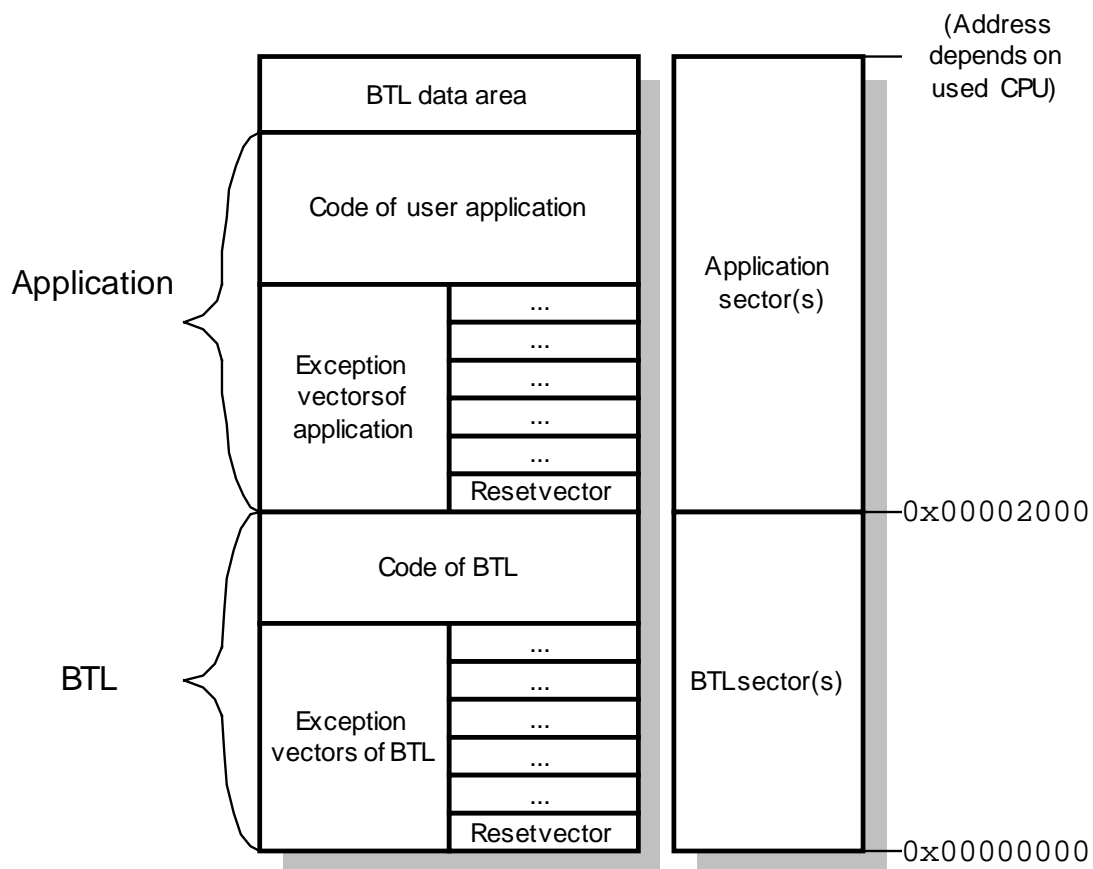 (Address
depends on
used CPU)
BTL data area
Code of user application
Application
Application
sector(s)
...
...
Exception
vectorsof
application
...
...
...
Resetvector
0x00002000
Code of BTL
BTL
...
...
Exception
vectors of BTL
...
...
...
Resetvector
BTLsector(s)
0x00000000